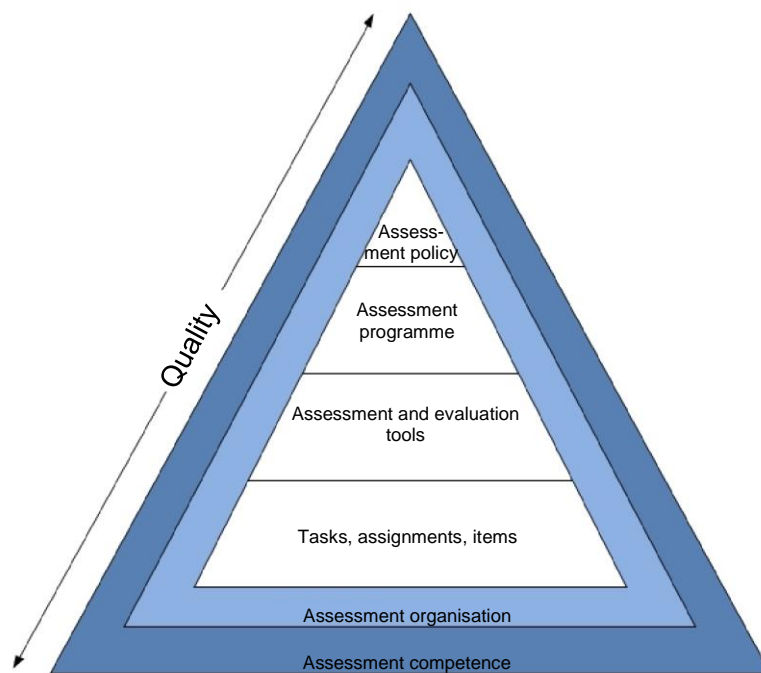 Assess-
ment policy
Assessment
programme
Quality
Assessment and evaluation
tools
Tasks, assignments, items
Assessment organisation
Assessment competence